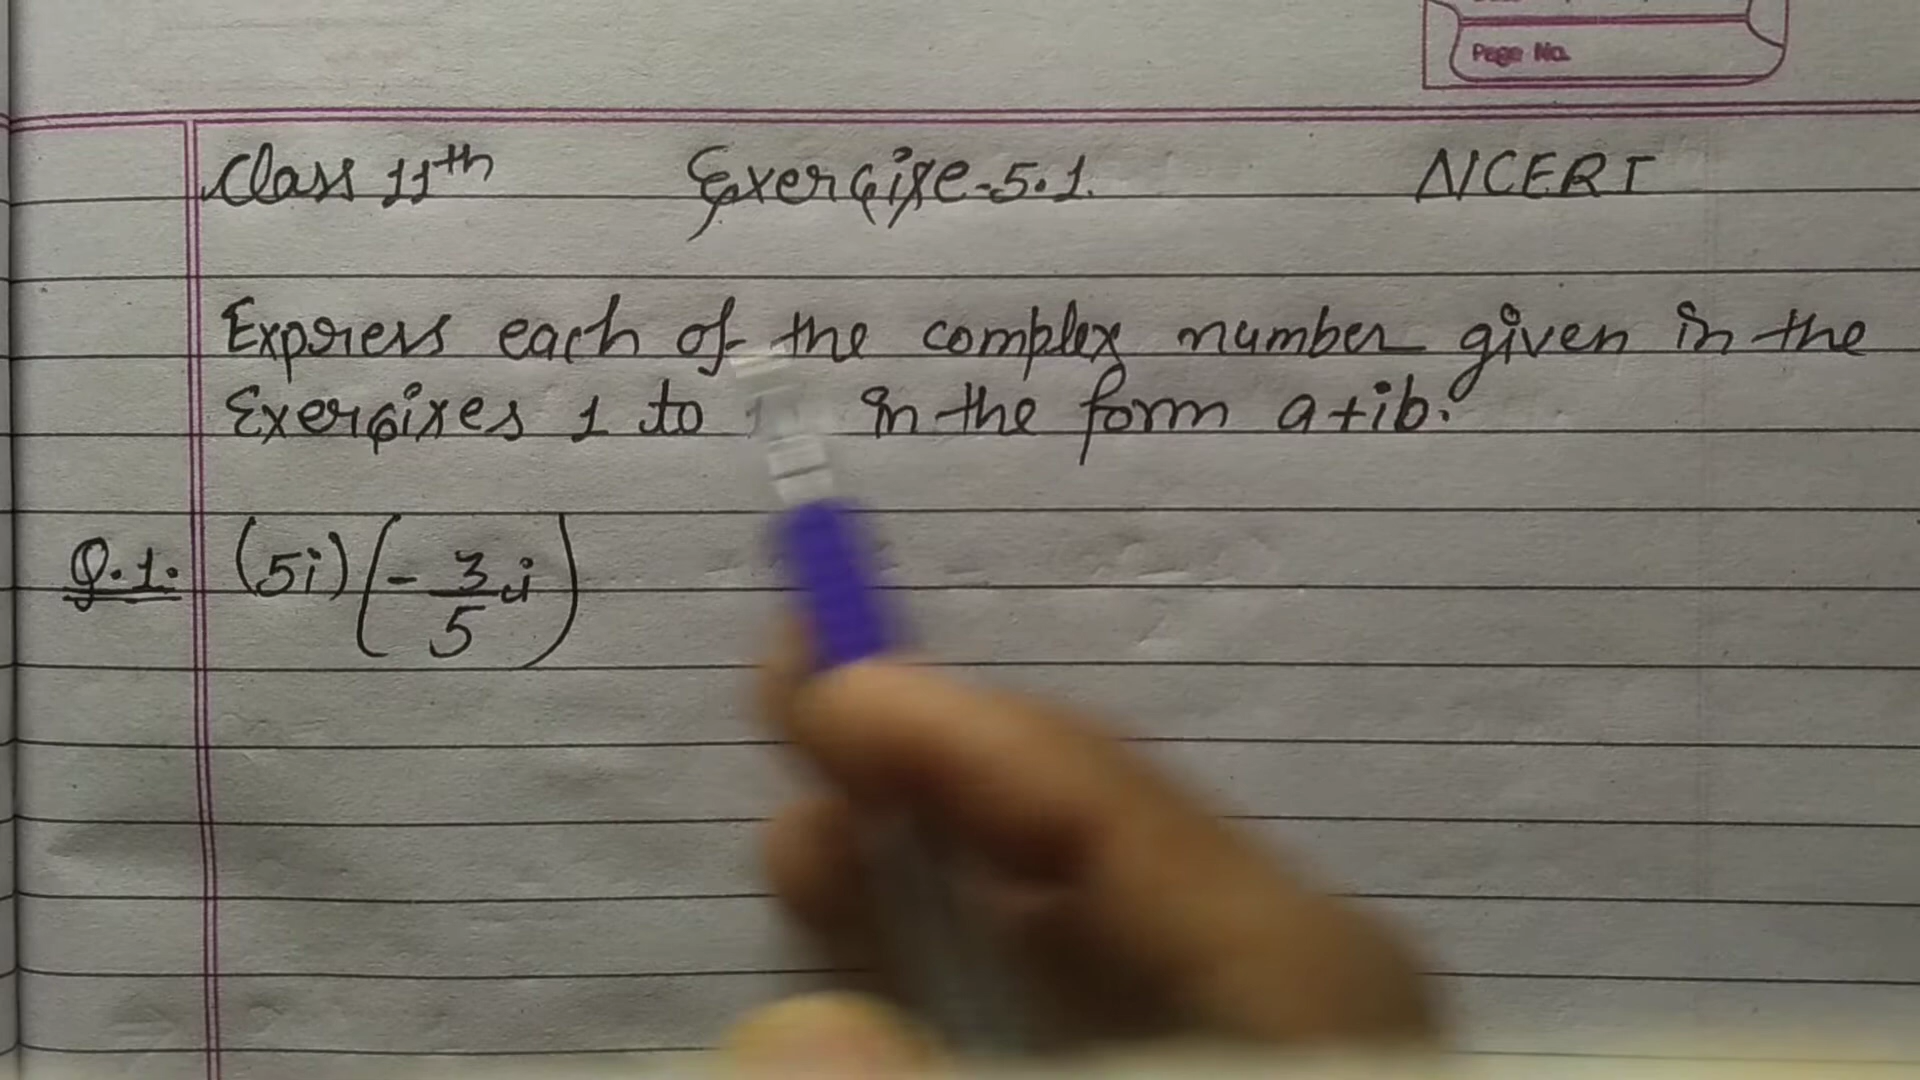 Page No.
Class 11th Exercise-5.1. NCERT
Express each of the complex number given in the
Exercises 1 to in the form a+ib.
Q.1. (5i)(-3/5 i)